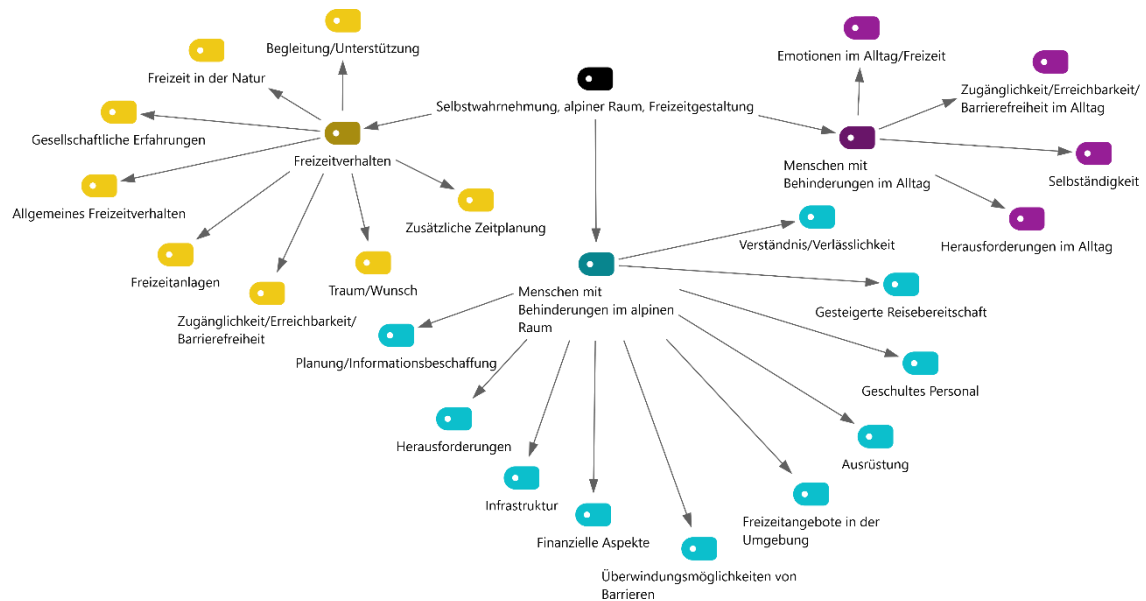 Begleitung/Unterstützung
Emotionen im Alltag/Freizeit
Freizeit in der Natur
Zugänglichkeit/Erreichbarkeit/
Barrierefreiheit im Alltag
Selbstwahrnehmung, alpiner Raum, Freizeitgestaltung
Gesellschaftliche Erfahrungen
Freizeitverhalten
Menschen mit
Behinderungen im Alltag
Selbständigkeit
Allgemeines Freizeitverhalten
Zusätzliche Zeitplanung
Verständnis/Verlässlichkeit
Herausforderungen im Alltag
Freizeitanlagen
Traum/Wunsch
Menschen mit
Behinderungen im alpinen
Raum
Gesteigerte Reisebereitschaft
Zugänglichkeit/Erreichbarkeit/
Barrierefreiheit
Planung/Informationsbeschaffung
Geschultes Personal
Herausforderungen
Ausrüstung
Infrastruktur
Freizeitangebote in der
Umgebung
Finanzielle Aspekte
Überwindungsmöglichkeiten von
Barrieren